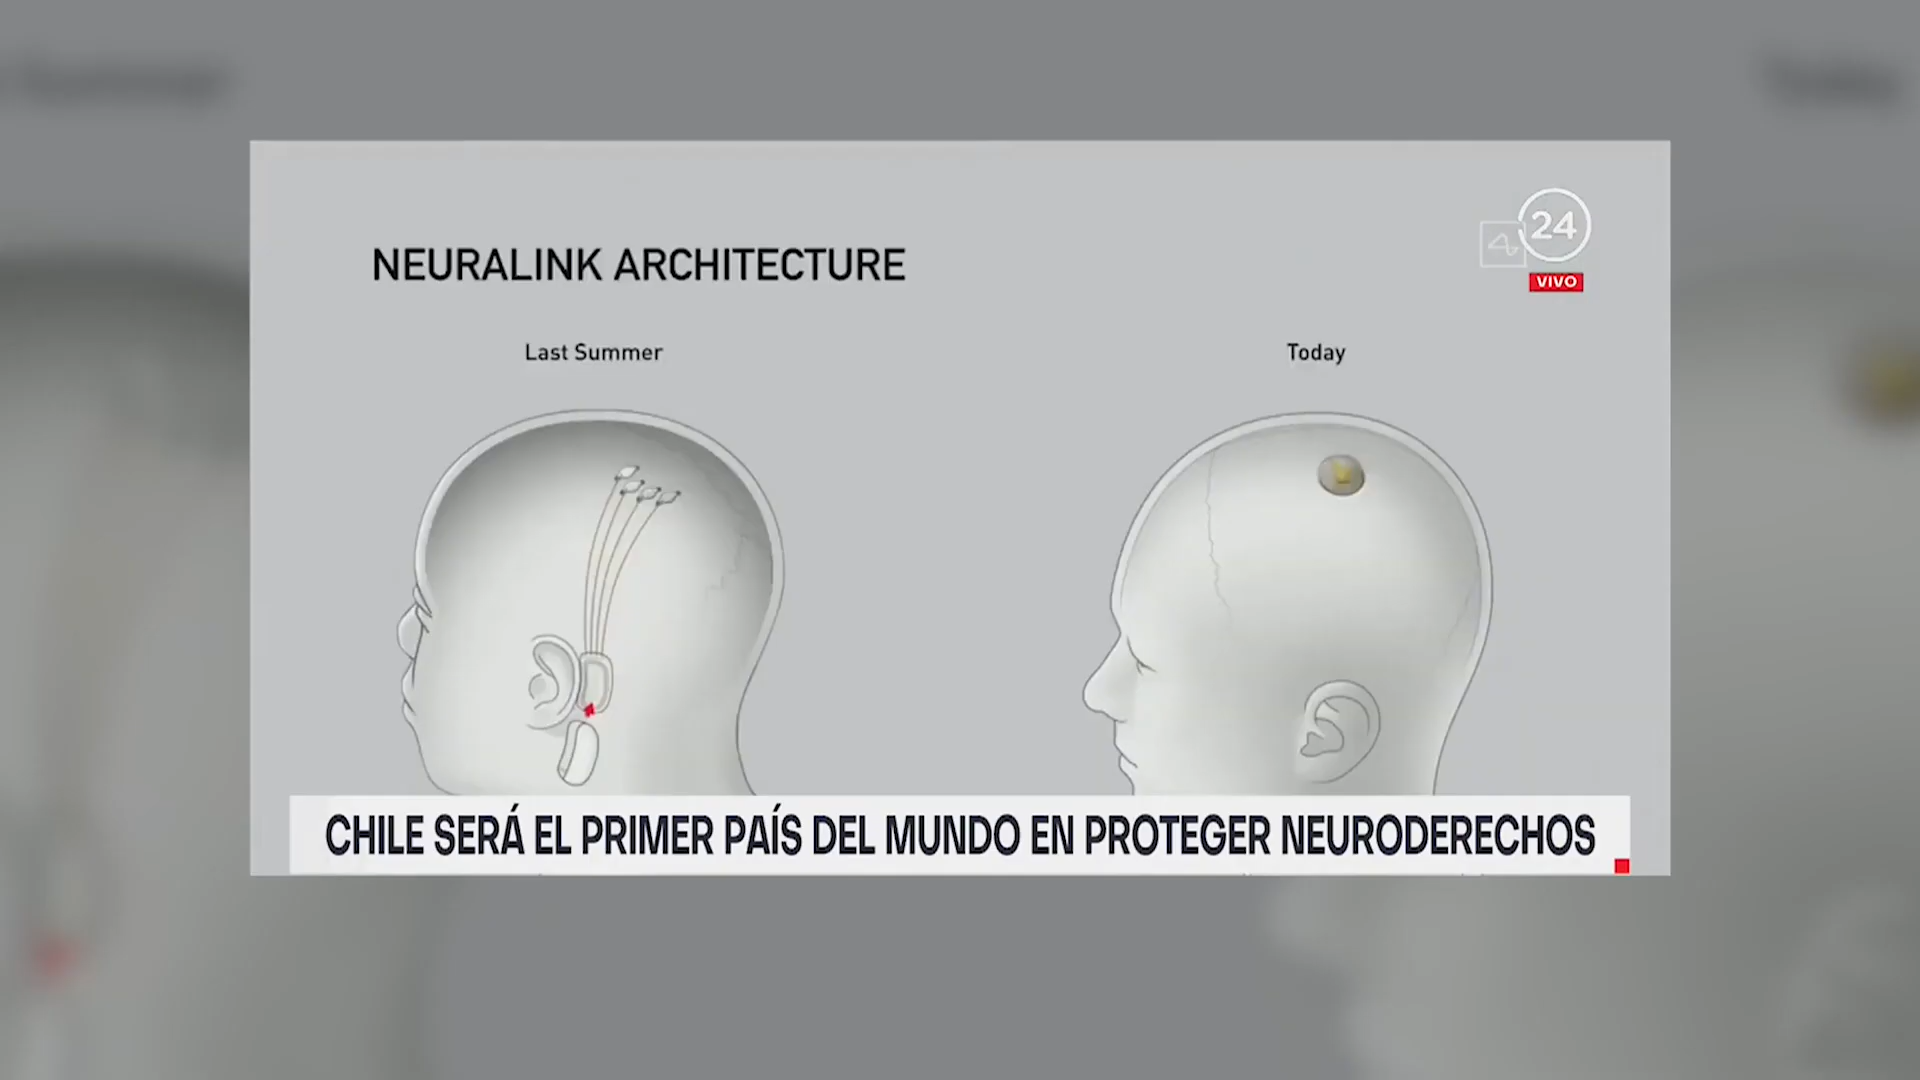 NEURALINK ARCHITECTURE
24
VIVO
Last Summer
Today
CHILE SERÁ EL PRIMER PAÍS DEL MUNDO EN PROTEGER NEURODERECHOS